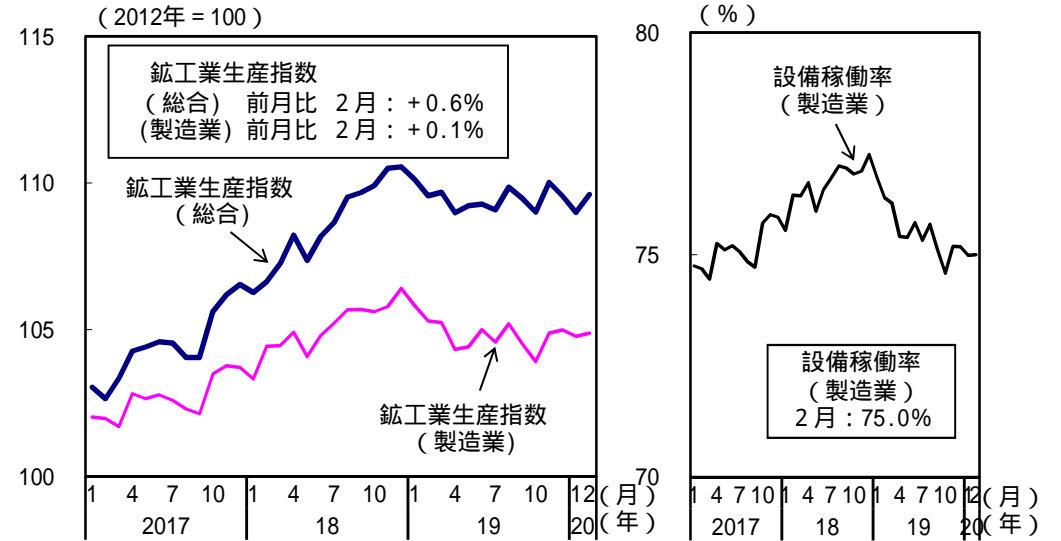 （2012年＝100）
115
鉱工業生産指数
（総合） 前月比 2月：+0.6%
(製造業) 前月比 2月：+0.1%
110
鉱工業生産指数
（総合)
105
鉱工業生産指数
（製造業)
100
1 4 7 10 1 4 7 10 1 4 7 10 12（月）
2017 18 19 20（年）
（%）
80
設備稼働率
（製造業）
75
設備稼働率
（製造業)
2月：75.0%
70
1 4 7 10 1 4 7 10 1 4 7 10 12（月）
2017 18 19 20（年）